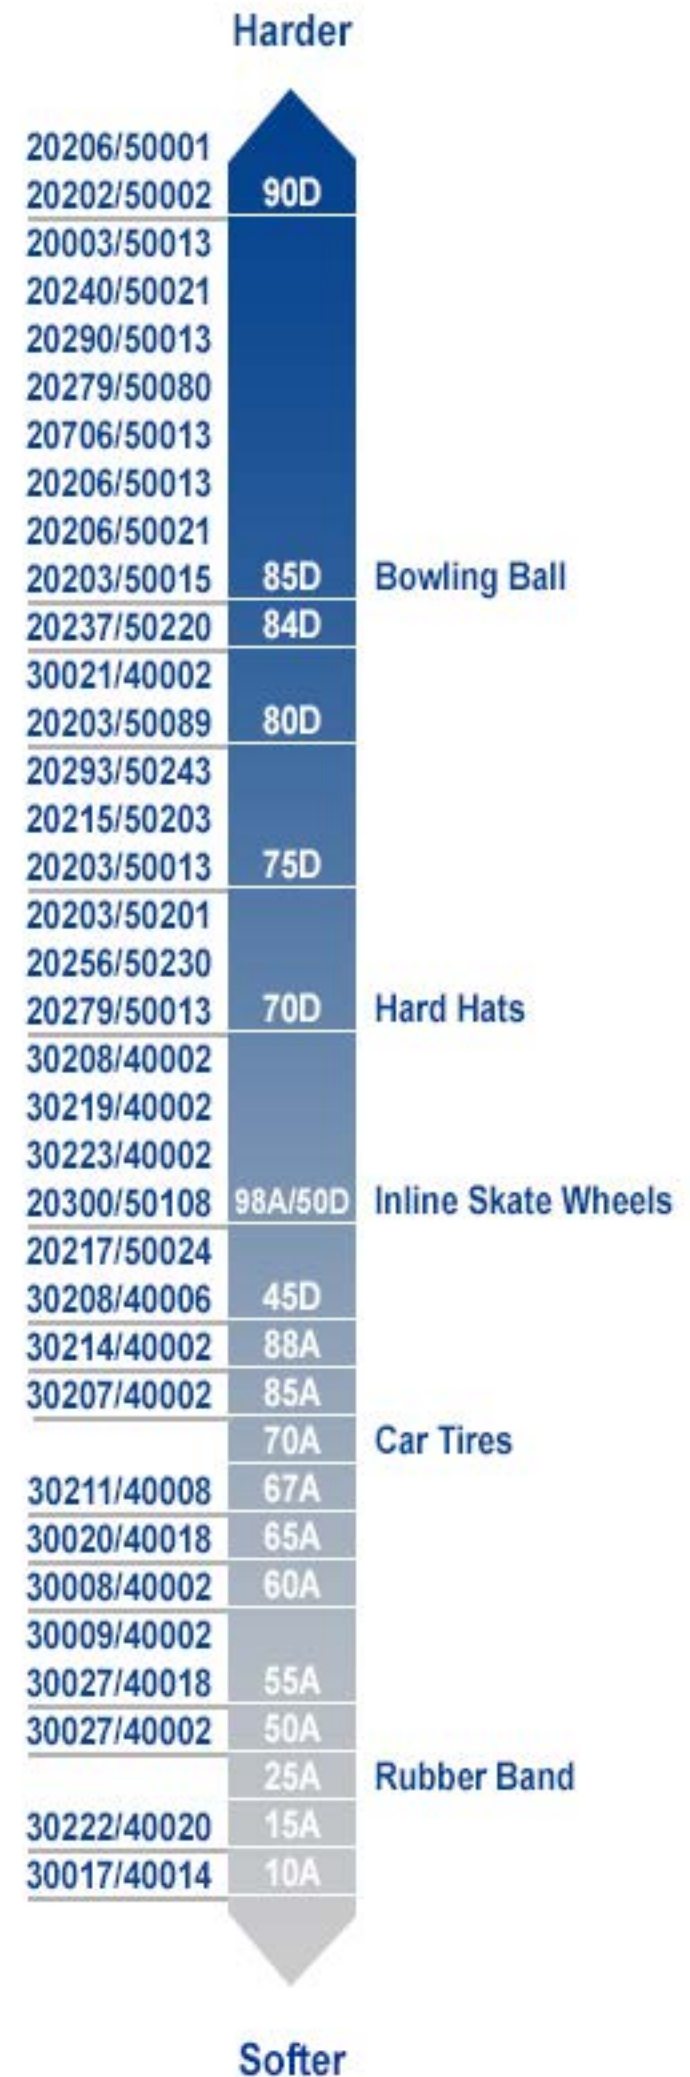 Harder
20206/50001
20202/50002 90D
20003/50013
20240/50021
20290/50013
20279/50080
20706/50013
20206/50013
20206/50021
20203/50015 85D Bowling Ball
20237/50220 84D
30021/40002
20203/50089 80D
20293/50243
20215/50203
20203/50013 75D
20203/50201
20256/50230
20279/50013 70D Hard Hats
30208/40002
30219/40002
30223/40002
20300/50108 98A/50D Inline Skate Wheels
20217/50024
30208/40006 45D
30214/40002 88A
30207/40002 85A
70A Car Tires
30211/40008 67A
30020/40018 65A
30008/40002 60A
30009/40002
30027/40018 55A
30027/40002 50A
25A Rubber Band
30222/40020 15A
30017/40014 10A
Softer